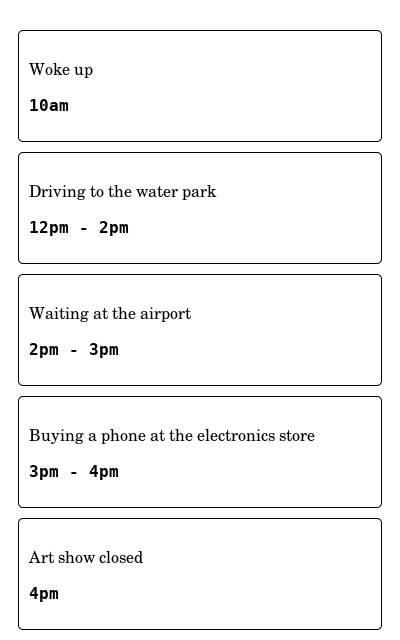 Woke up
10am
Driving to the water park
12pm - 2pm
Waiting at the airport
2pm - 3pm
Buying a phone at the electronics store
3pm - 4pm
Art show closed
4pm